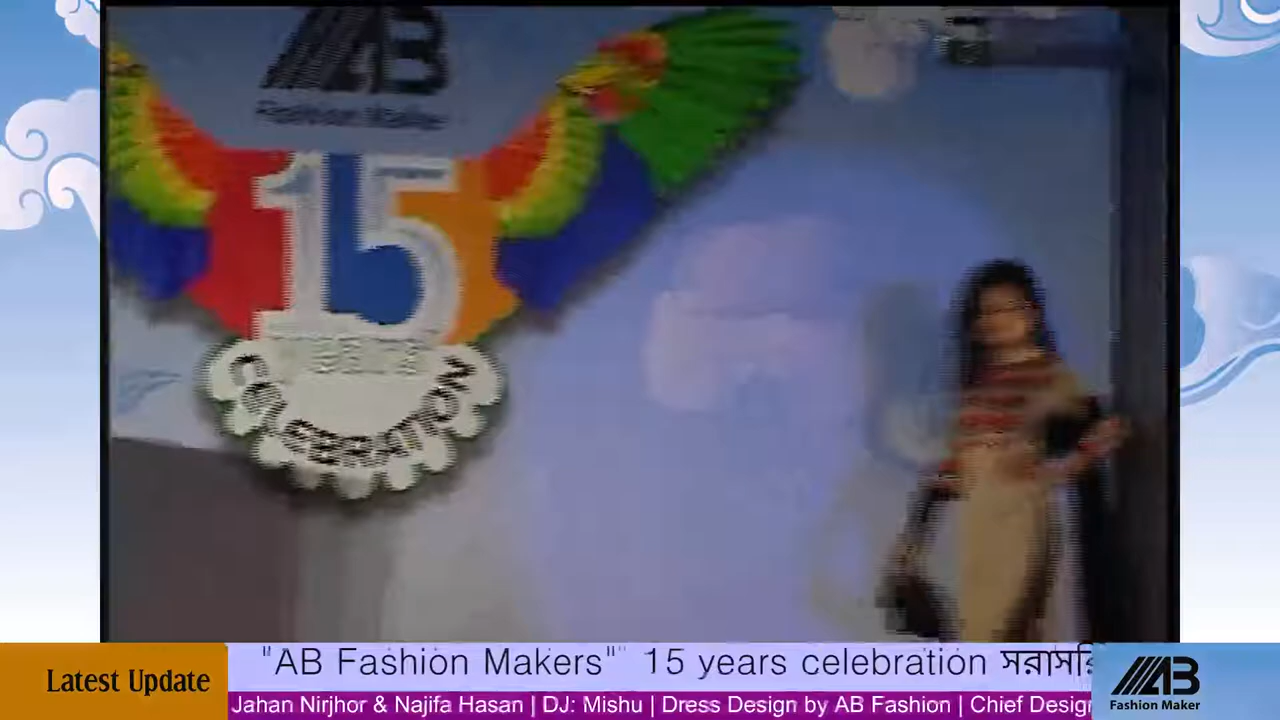 AB
Fashion Maker
15
YEARS
CELEBRATION
"AB Fashion Makers"" 15 years celebration
Latest Update
Jahan Nirjhor & Najifa Hasan | DJ: Mishu | Dress Design by AB Fashion | Chief Design
AB
Fashion Maker